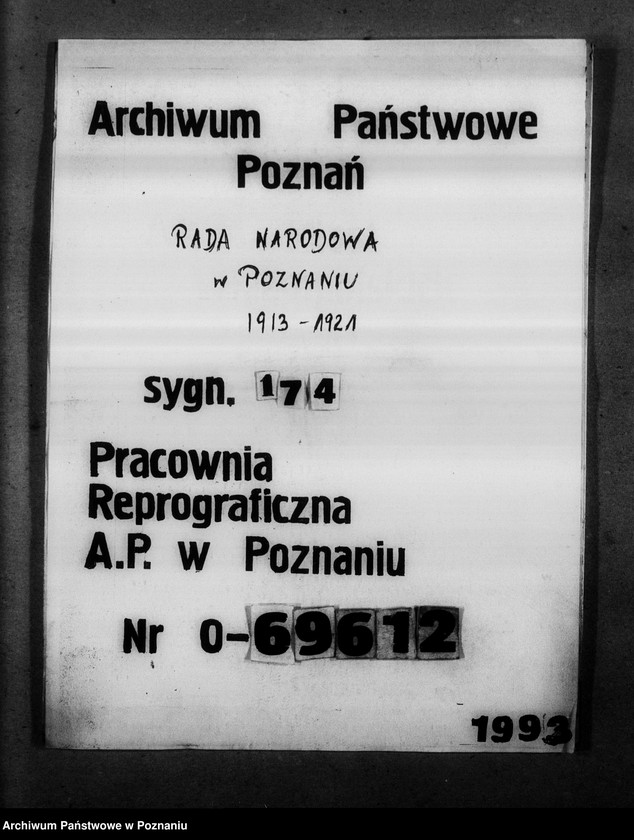 Archiwum Państwowe
Poznań
RADA NARODOWA
w POZNANIU
1913-1921
sygn. 174
Pracownia
Reprograficzna
A.P. w Poznaniu
Nr O-69612
1993
Archiwum Państwowe w Poznaniu